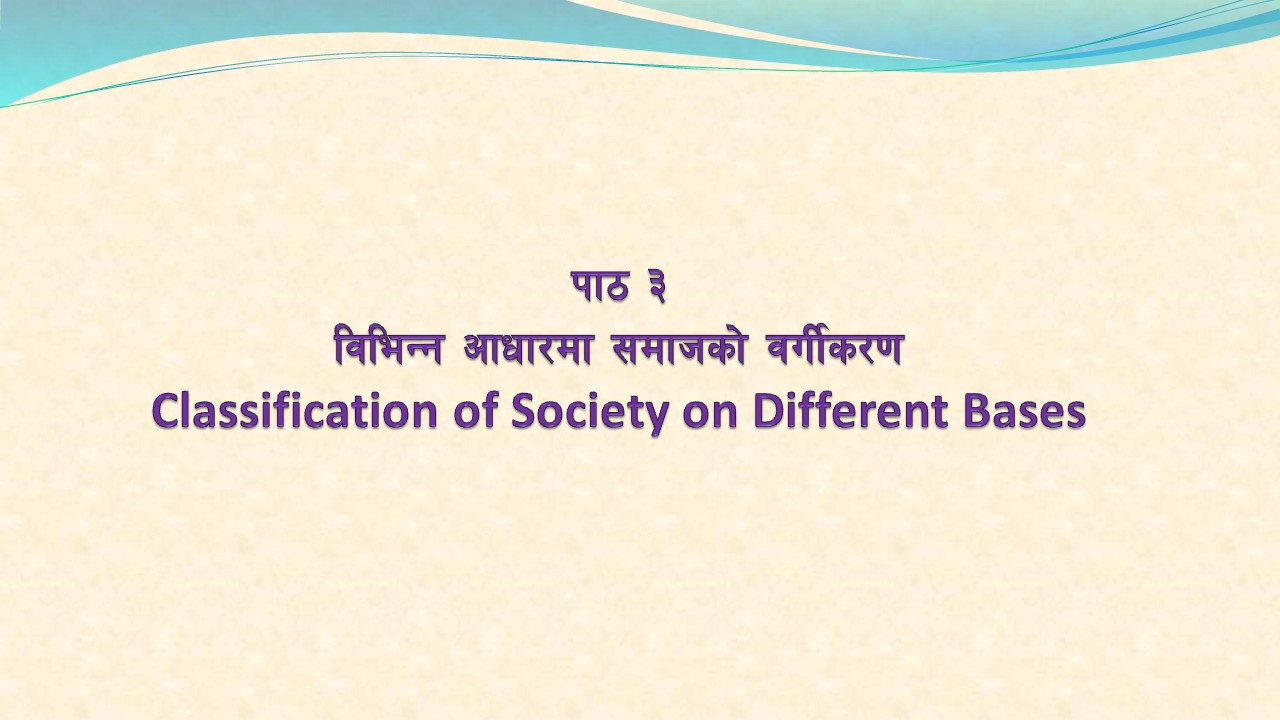 पाठ ३
विभिन्न आधारमा समाजको वर्गीकरण
Classification of Society on Different Bases